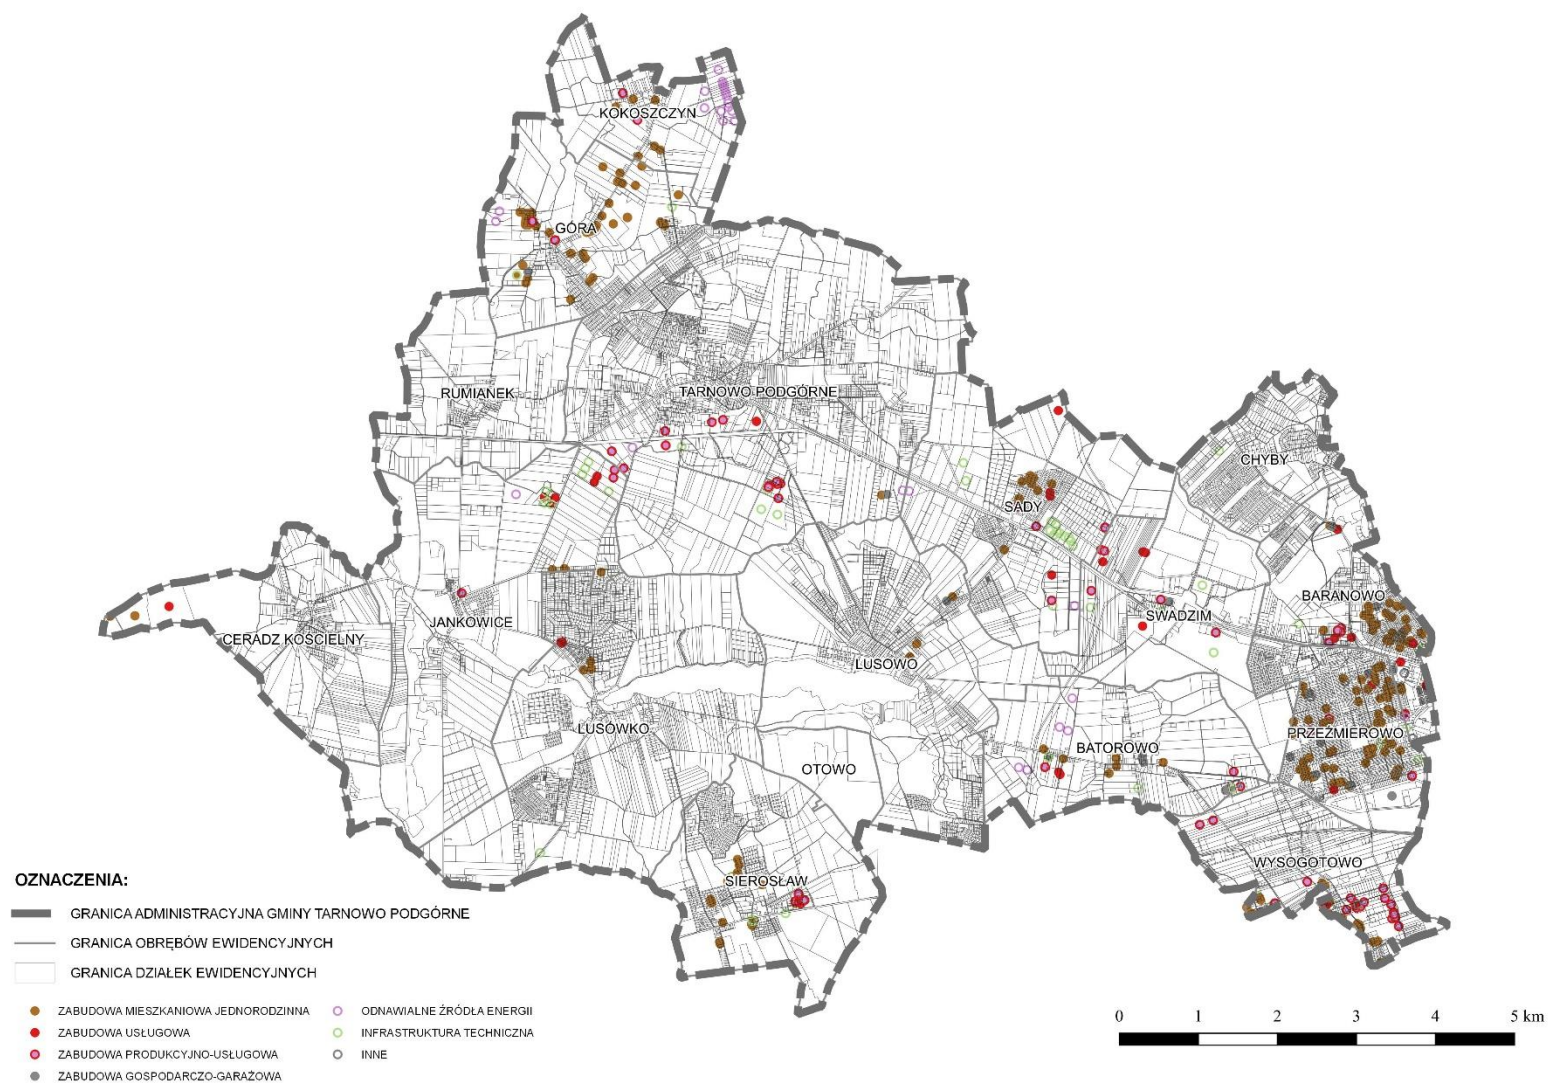 KOKOSZCZYN
GÓRA
RUMIANEK
TARNOWO PODGÓRNE
CHYBY
SADY
BARANOWO
SWADZIM
JANKOWICE
CERADZ KOŚCIELNY
LUSOWO
LUSÓWKO
PRZEŹMIEROWO
BATOROWO
OTOWO
WYSOGOTOWO
SIEROSŁAW
OZNACZENIA:
GRANICA ADMINISTRACYJNA GMINY TARNOWO PODGÓRNE
GRANICA OBRĘBÓW EWIDENCYJNYCH
GRANICA DZIAŁEK EWIDENCYJNYCH
ZABUDOWA MIESZKANIOWA JEDNORODZINNA
ZABUDOWA USŁUGOWA
ZABUDOWA PRODUKCYJNO-USŁUGOWA
ZABUDOWA GOSPODARCZO-GARAŻOWA
ODNAWIALNE ŹRÓDŁA ENERGII
INFRASTRUKTURA TECHNICZNA
INNE
0 1 2 3 4 5 km